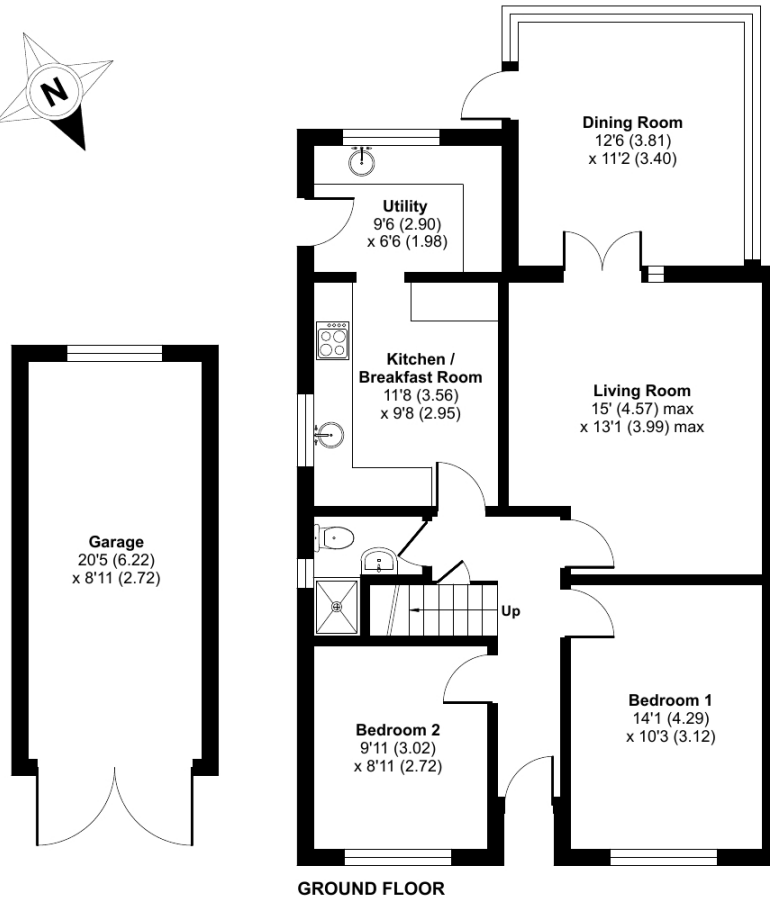 N
Dining Room
12'6 (3.81)
x 11'2 (3.40)
Utility
9'6 (2.90)
x 6'6 (1.98)
Kitchen /
Breakfast Room
11'8 (3.56)
x 9'8 (2.95)
Living Room
15' (4.57) max
x 13'1 (3.99) max
Garage
20'5 (6.22)
x 8'11 (2.72)
Up
Bedroom 1
14'1 (4.29)
x 10'3 (3.12)
Bedroom 2
9'11 (3.02)
x 8'11 (2.72)
GROUND FLOOR